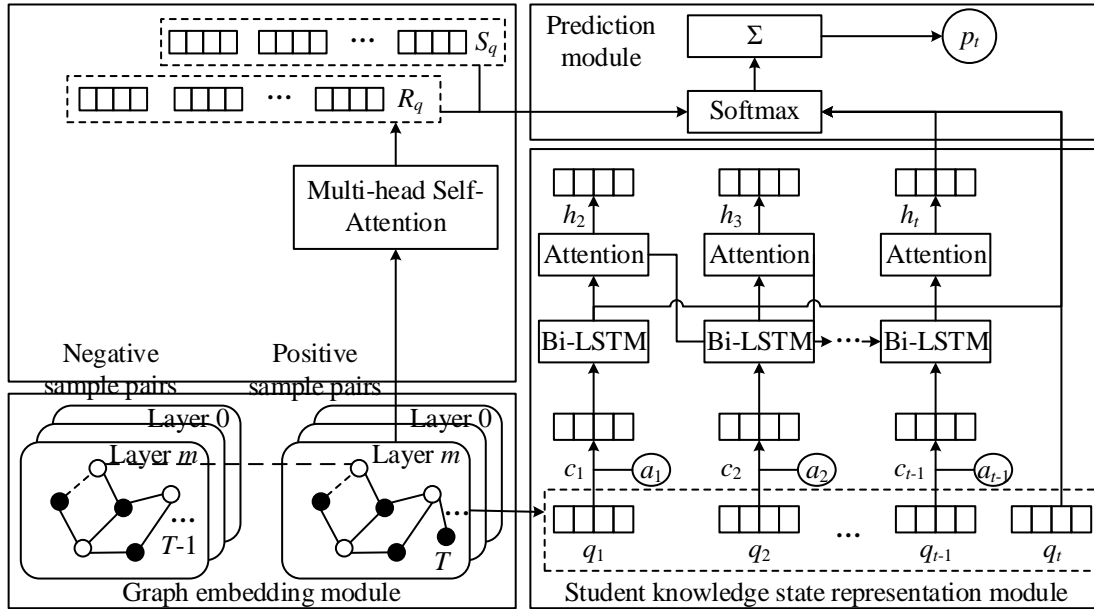 ··· S_q
··· R_q
Multi-head Self-
Attention
Negative
sample pairs
Positive
sample pairs
Layer 0
Layer m
...
T-1
Layer 0
Layer m
...
T
Graph embedding module
Prediction
module
Σ
p_t
Softmax
h_2 h_3 h_t
Attention Attention Attention
Bi-LSTM Bi-LSTM ··· Bi-LSTM
c_1 a_1 c_2 a_2 c_{t-1} a_{t-1}
q_1 q_2 ... q_{t-1} q_t
Student knowledge state representation module